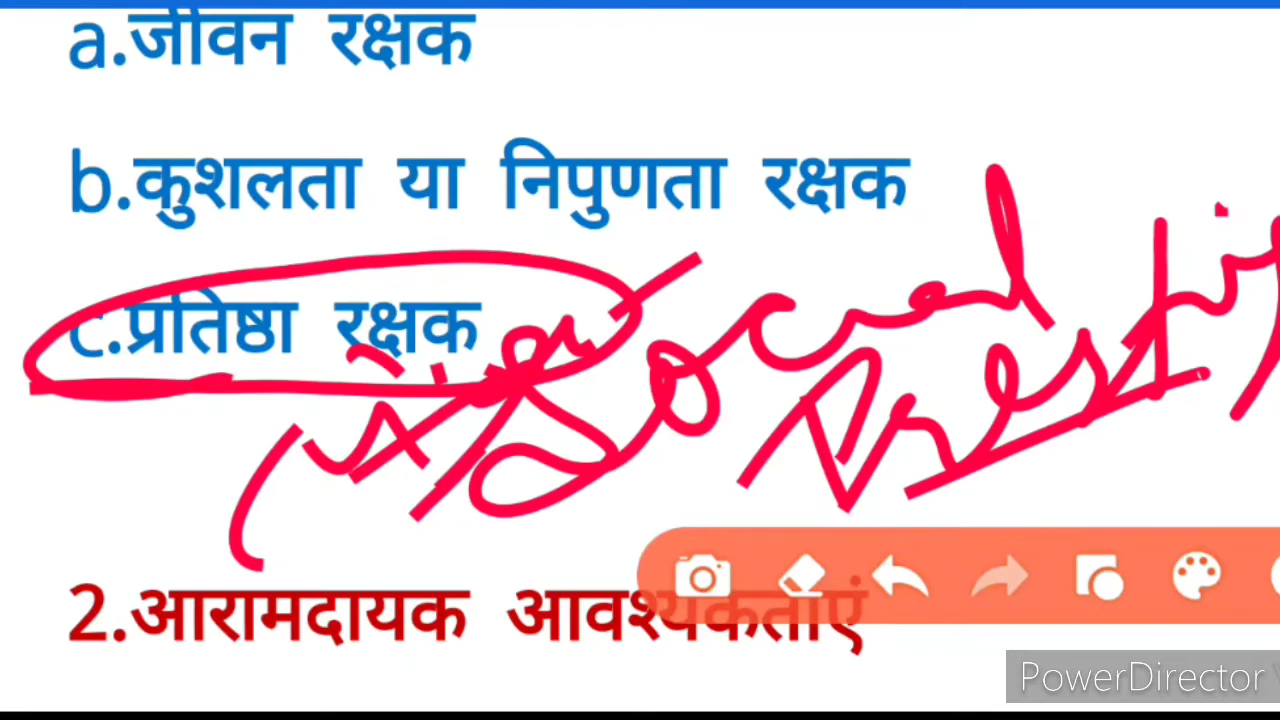 a.जीवन रक्षक
b.कुशलता या निपुणता रक्षक
c.प्रतिष्ठा रक्षक
Social
2.आरामदायक आवश्यकताएं
PowerDirector